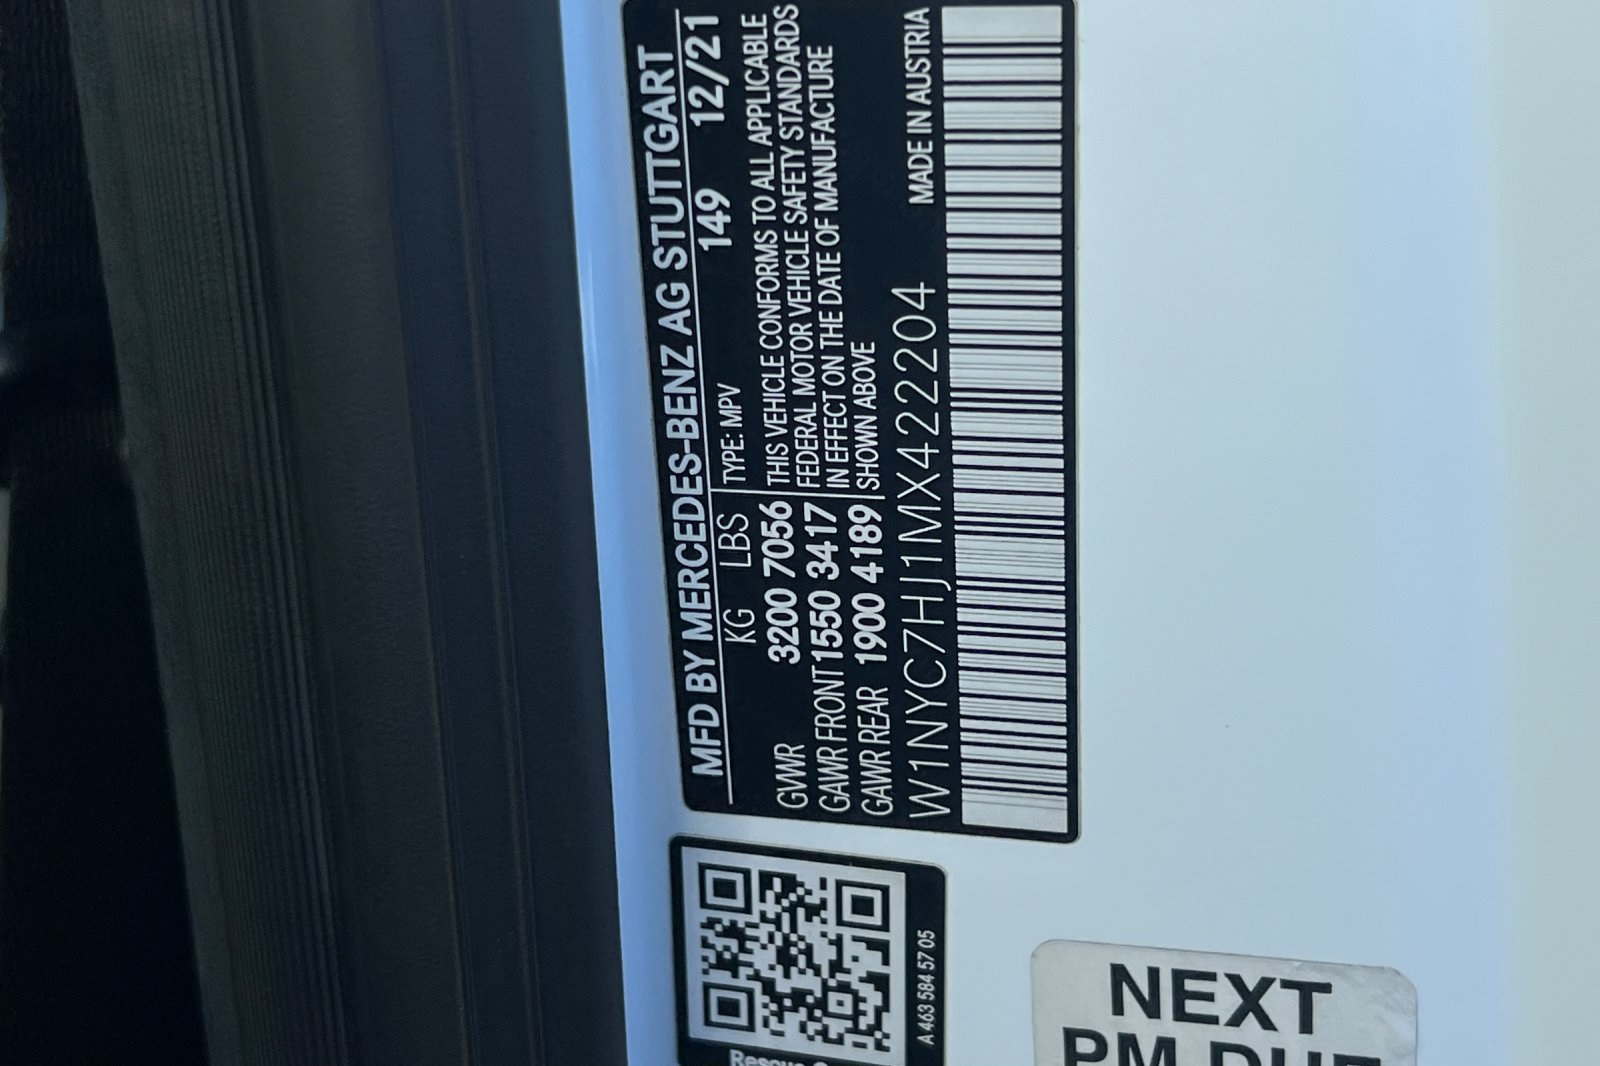 MFD BY MERCEDES-BENZ AG STUTTGART
KG LBS 149 12/21
TYPE: MPV
GVWR 3200 7056 THIS VEHICLE CONFORMS TO ALL APPLICABLE
FEDERAL MOTOR VEHICLE SAFETY STANDARDS
GAWR FRONT 1550 3417 IN EFFECT ON THE DATE OF MANUFACTURE
GAWR REAR 1900 4189 SHOWN ABOVE
W1NYC7HJ1MX422204 MADE IN AUSTRIA
A 463 584 57 05
NEXT
PM DUE